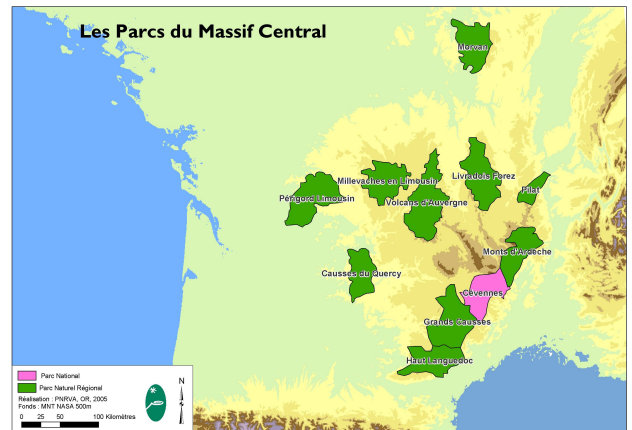 Les Parcs du Massif Central
Morvan
Millevaches en Limousin
Livradois Forez
Périgord Limousin
Volcans d'Auvergne
Pilat
Monts d'Ardèche
Causses du Quercy
Cévennes
Grands Causses
Haut Languedoc
Parc National
Parc Naturel Régional
Réalisation : PNRVA, OR, 2005
Fonds : MNT NASA 500m
N
0 25 50 100 Kilomètres